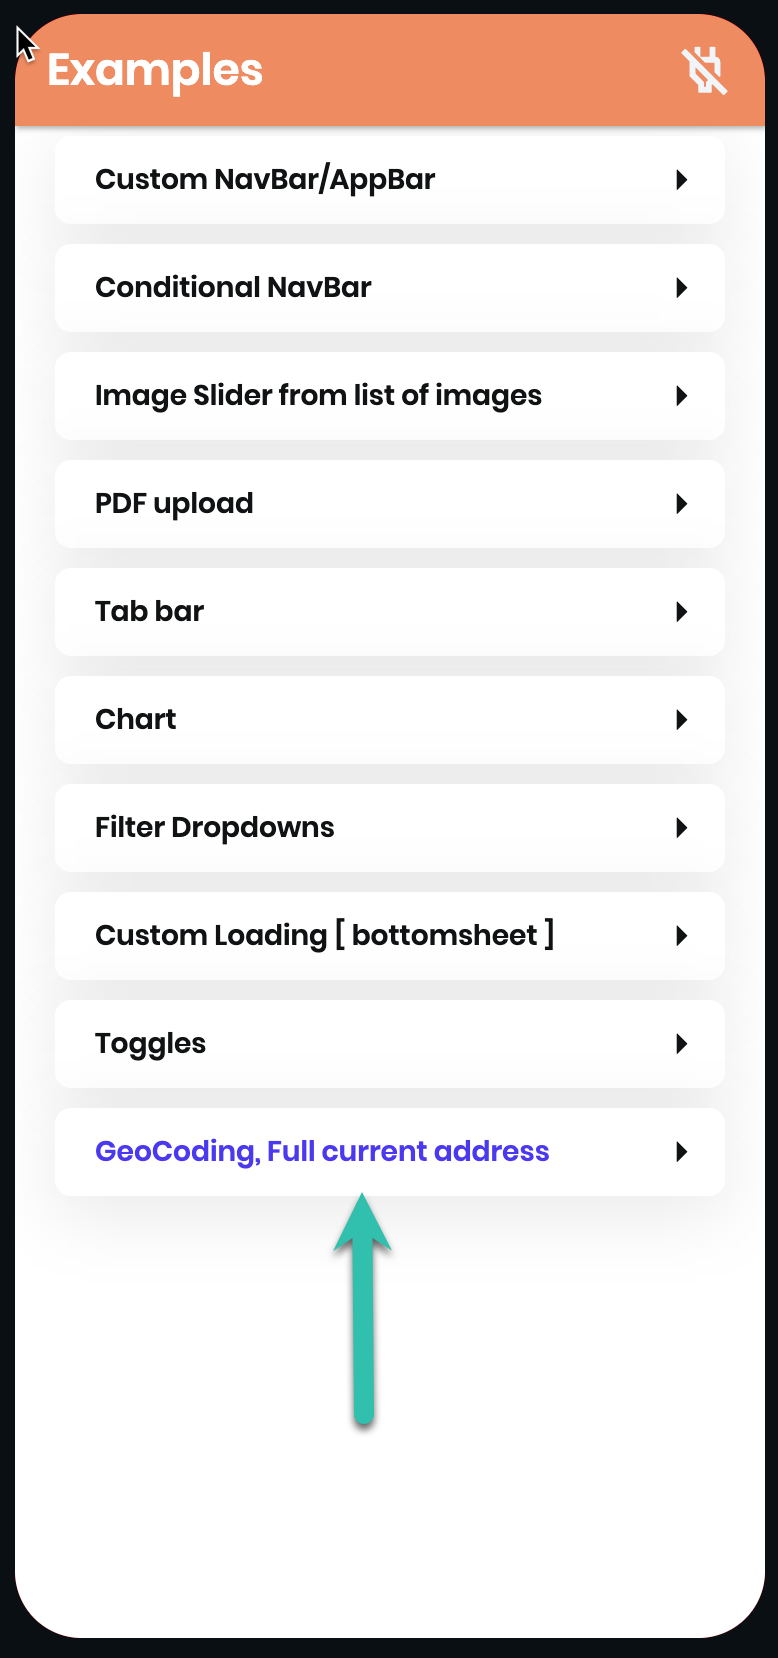 Examples
Custom NavBar/AppBar
Conditional NavBar
Image Slider from list of images
PDF upload
Tab bar
Chart
Filter Dropdowns
Custom Loading [ bottomsheet ]
Toggles
GeoCoding, Full current address